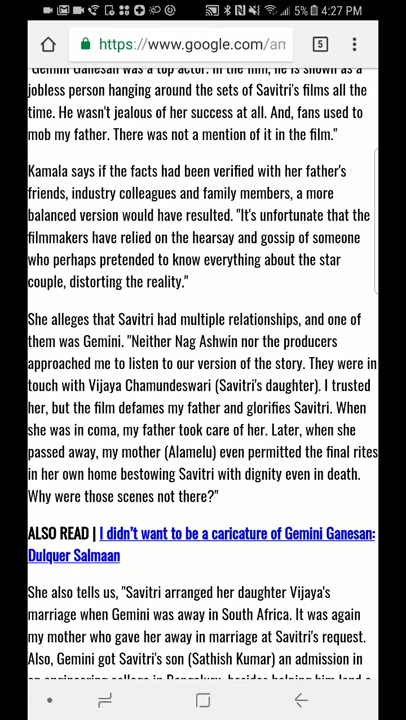 5% 4:27 PM
https://www.google.com/am
5
"Gemini Ganesan was a top actor. In the film, he is shown as a
jobless person hanging around the sets of Savitri's films all the
time. He wasn't jealous of her success at all. And, fans used to
mob my father. There was not a mention of it in the film."
Kamala says if the facts had been verified with her father's
friends, industry colleagues and family members, a more
balanced version would have resulted. "It's unfortunate that the
filmmakers have relied on the hearsay and gossip of someone
who perhaps pretended to know everything about the star
couple, distorting the reality."
She alleges that Savitri had multiple relationships, and one of
them was Gemini. "Neither Nag Ashwin nor the producers
approached me to listen to our version of the story. They were in
touch with Vijaya Chamundeswari (Savitri's daughter). I trusted
her, but the film defames my father and glorifies Savitri. When
she was in coma, my father took care of her. Later, when she
passed away, my mother (Alamelu) even permitted the final rites
in her own home bestowing Savitri with dignity even in death.
Why were those scenes not there?"
ALSO READ | I didn't want to be a caricature of Gemini Ganesan:
Dulquer Salmaan
She also tells us, "Savitri arranged her daughter Vijaya's
marriage when Gemini was away in South Africa. It was again
my mother who gave her away in marriage at Savitri's request.
Also, Gemini got Savitri's son (Sathish Kumar) an admission in
an engineering college in Bengaluru, besides helping him land a